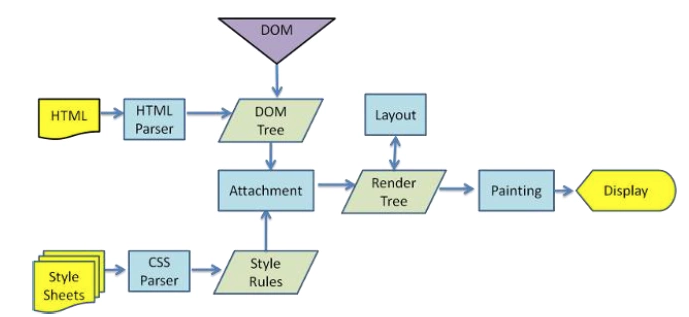 DOM
HTML
HTML
Parser
DOM
Tree
Layout
Attachment
Render
Tree
Painting
Display
Style
Sheets
CSS
Parser
Style
Rules